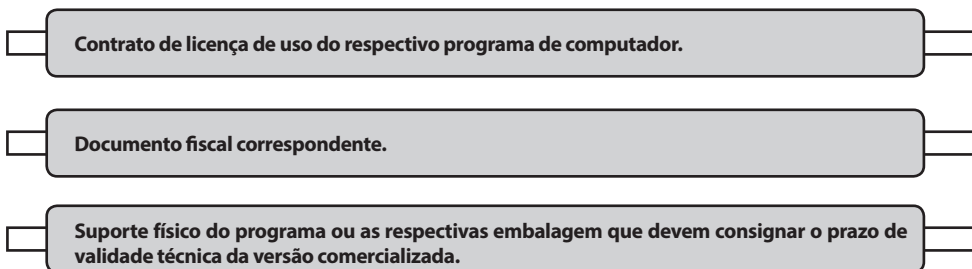 Contrato de licença de uso do respectivo programa de computador.
Documento fiscal correspondente.
Suporte físico do programa ou as respectivas embalagem que devem consignar o prazo de
validade técnica da versão comercializada.